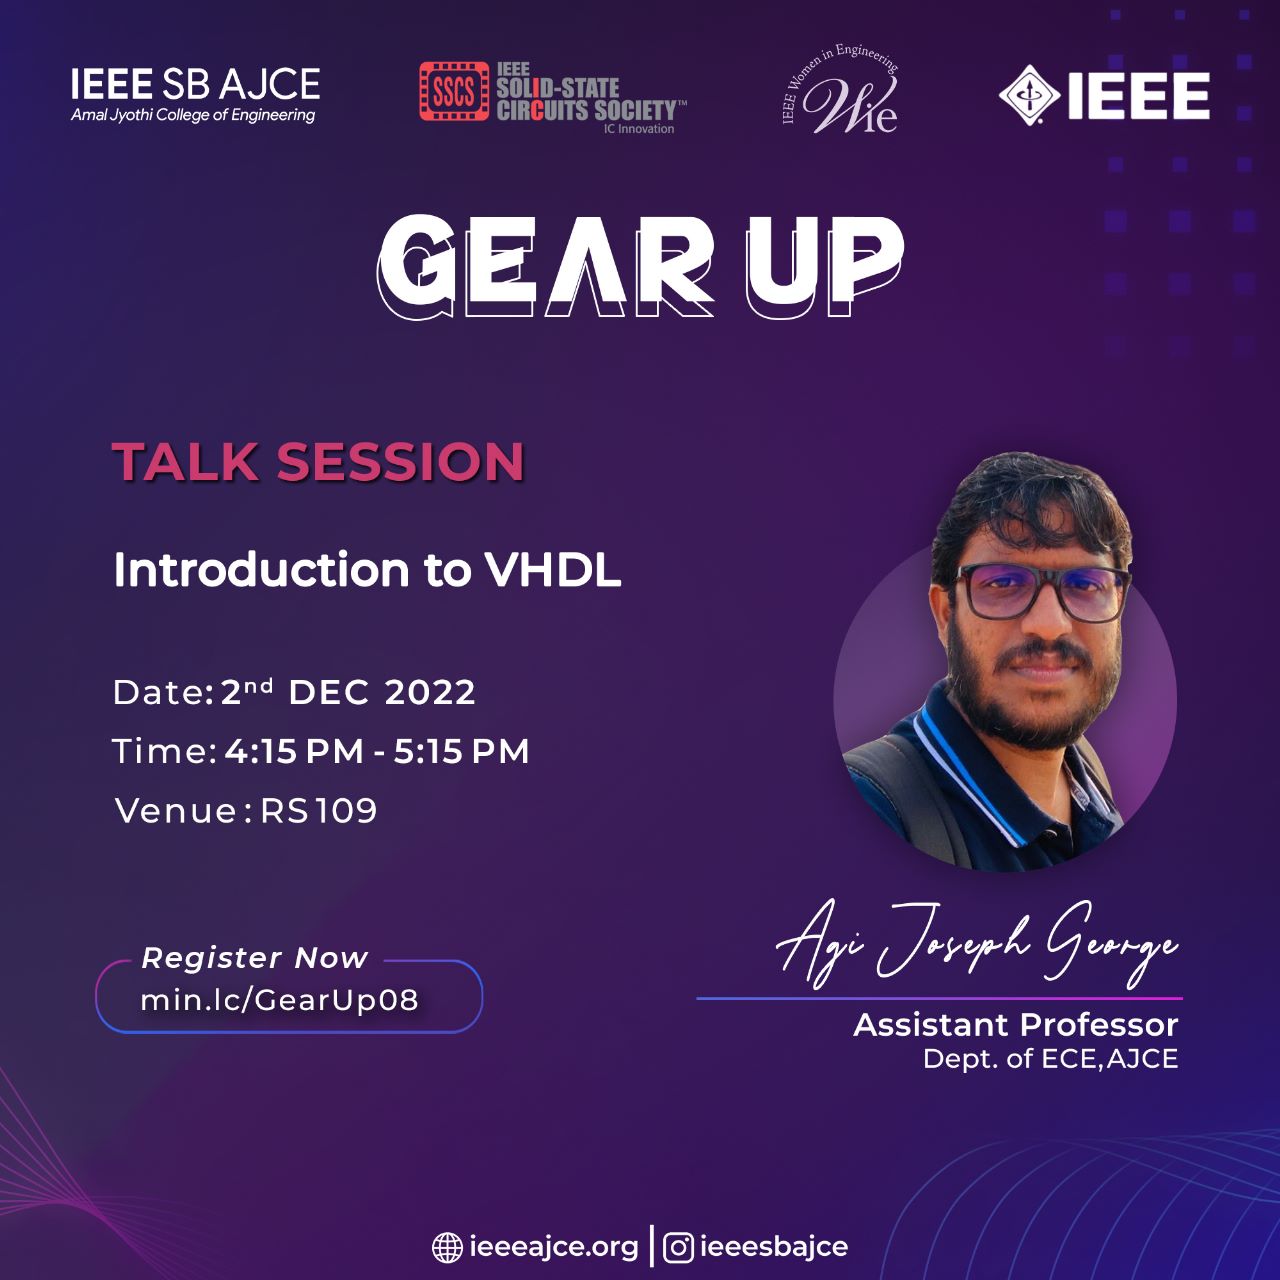 IEEE SB AJCE
Amal Jyothi College of Engineering
SSCS
IEEE
SOLID-STATE
CIRCUITS SOCIETY™
IC Innovation
IEEE Women in Engineering
Wie
IEEE
GEAR UP
TALK SESSION
Introduction to VHDL
Date: 2nd DEC 2022
Time: 4:15 PM - 5:15 PM
Venue : RS 109
Register Now
min.lc/GearUp08
Agi Joseph George
Assistant Professor
Dept. of ECE, AJCE
ieeeajce.org | ieeesbajce